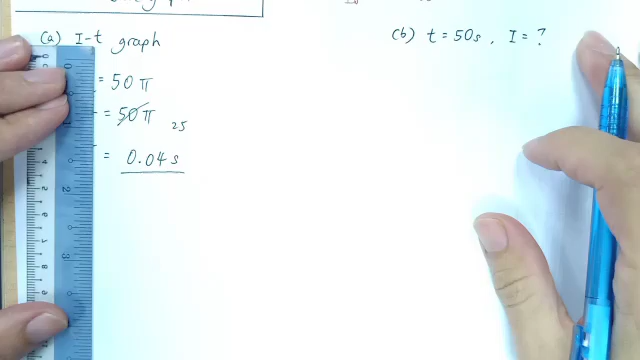 (a) I-t graph
= 50π
= 50π
25
= 0.04 s
(b) t = 50s , I = ?